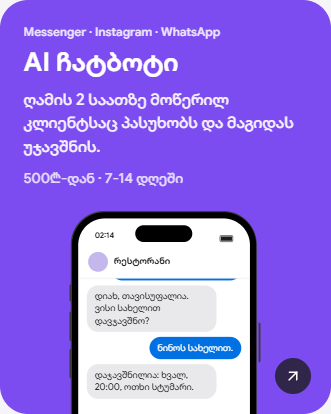 Messenger · Instagram · WhatsApp
AI ჩატბოტი
ღამის 2 საათზე მოწერილ
კლიენტსაც პასუხობს და მაგიდას
უჯავშნის.
500₾-დან · 7-14 დღეში
02:14
რესტორანი
დიახ, თავისუფალია.
ვისი სახელით
დავჯავშნო?
ნინოს სახელით.
დაჯავშნილია: ხვალ,
20:00, ოთხი სტუმარი.